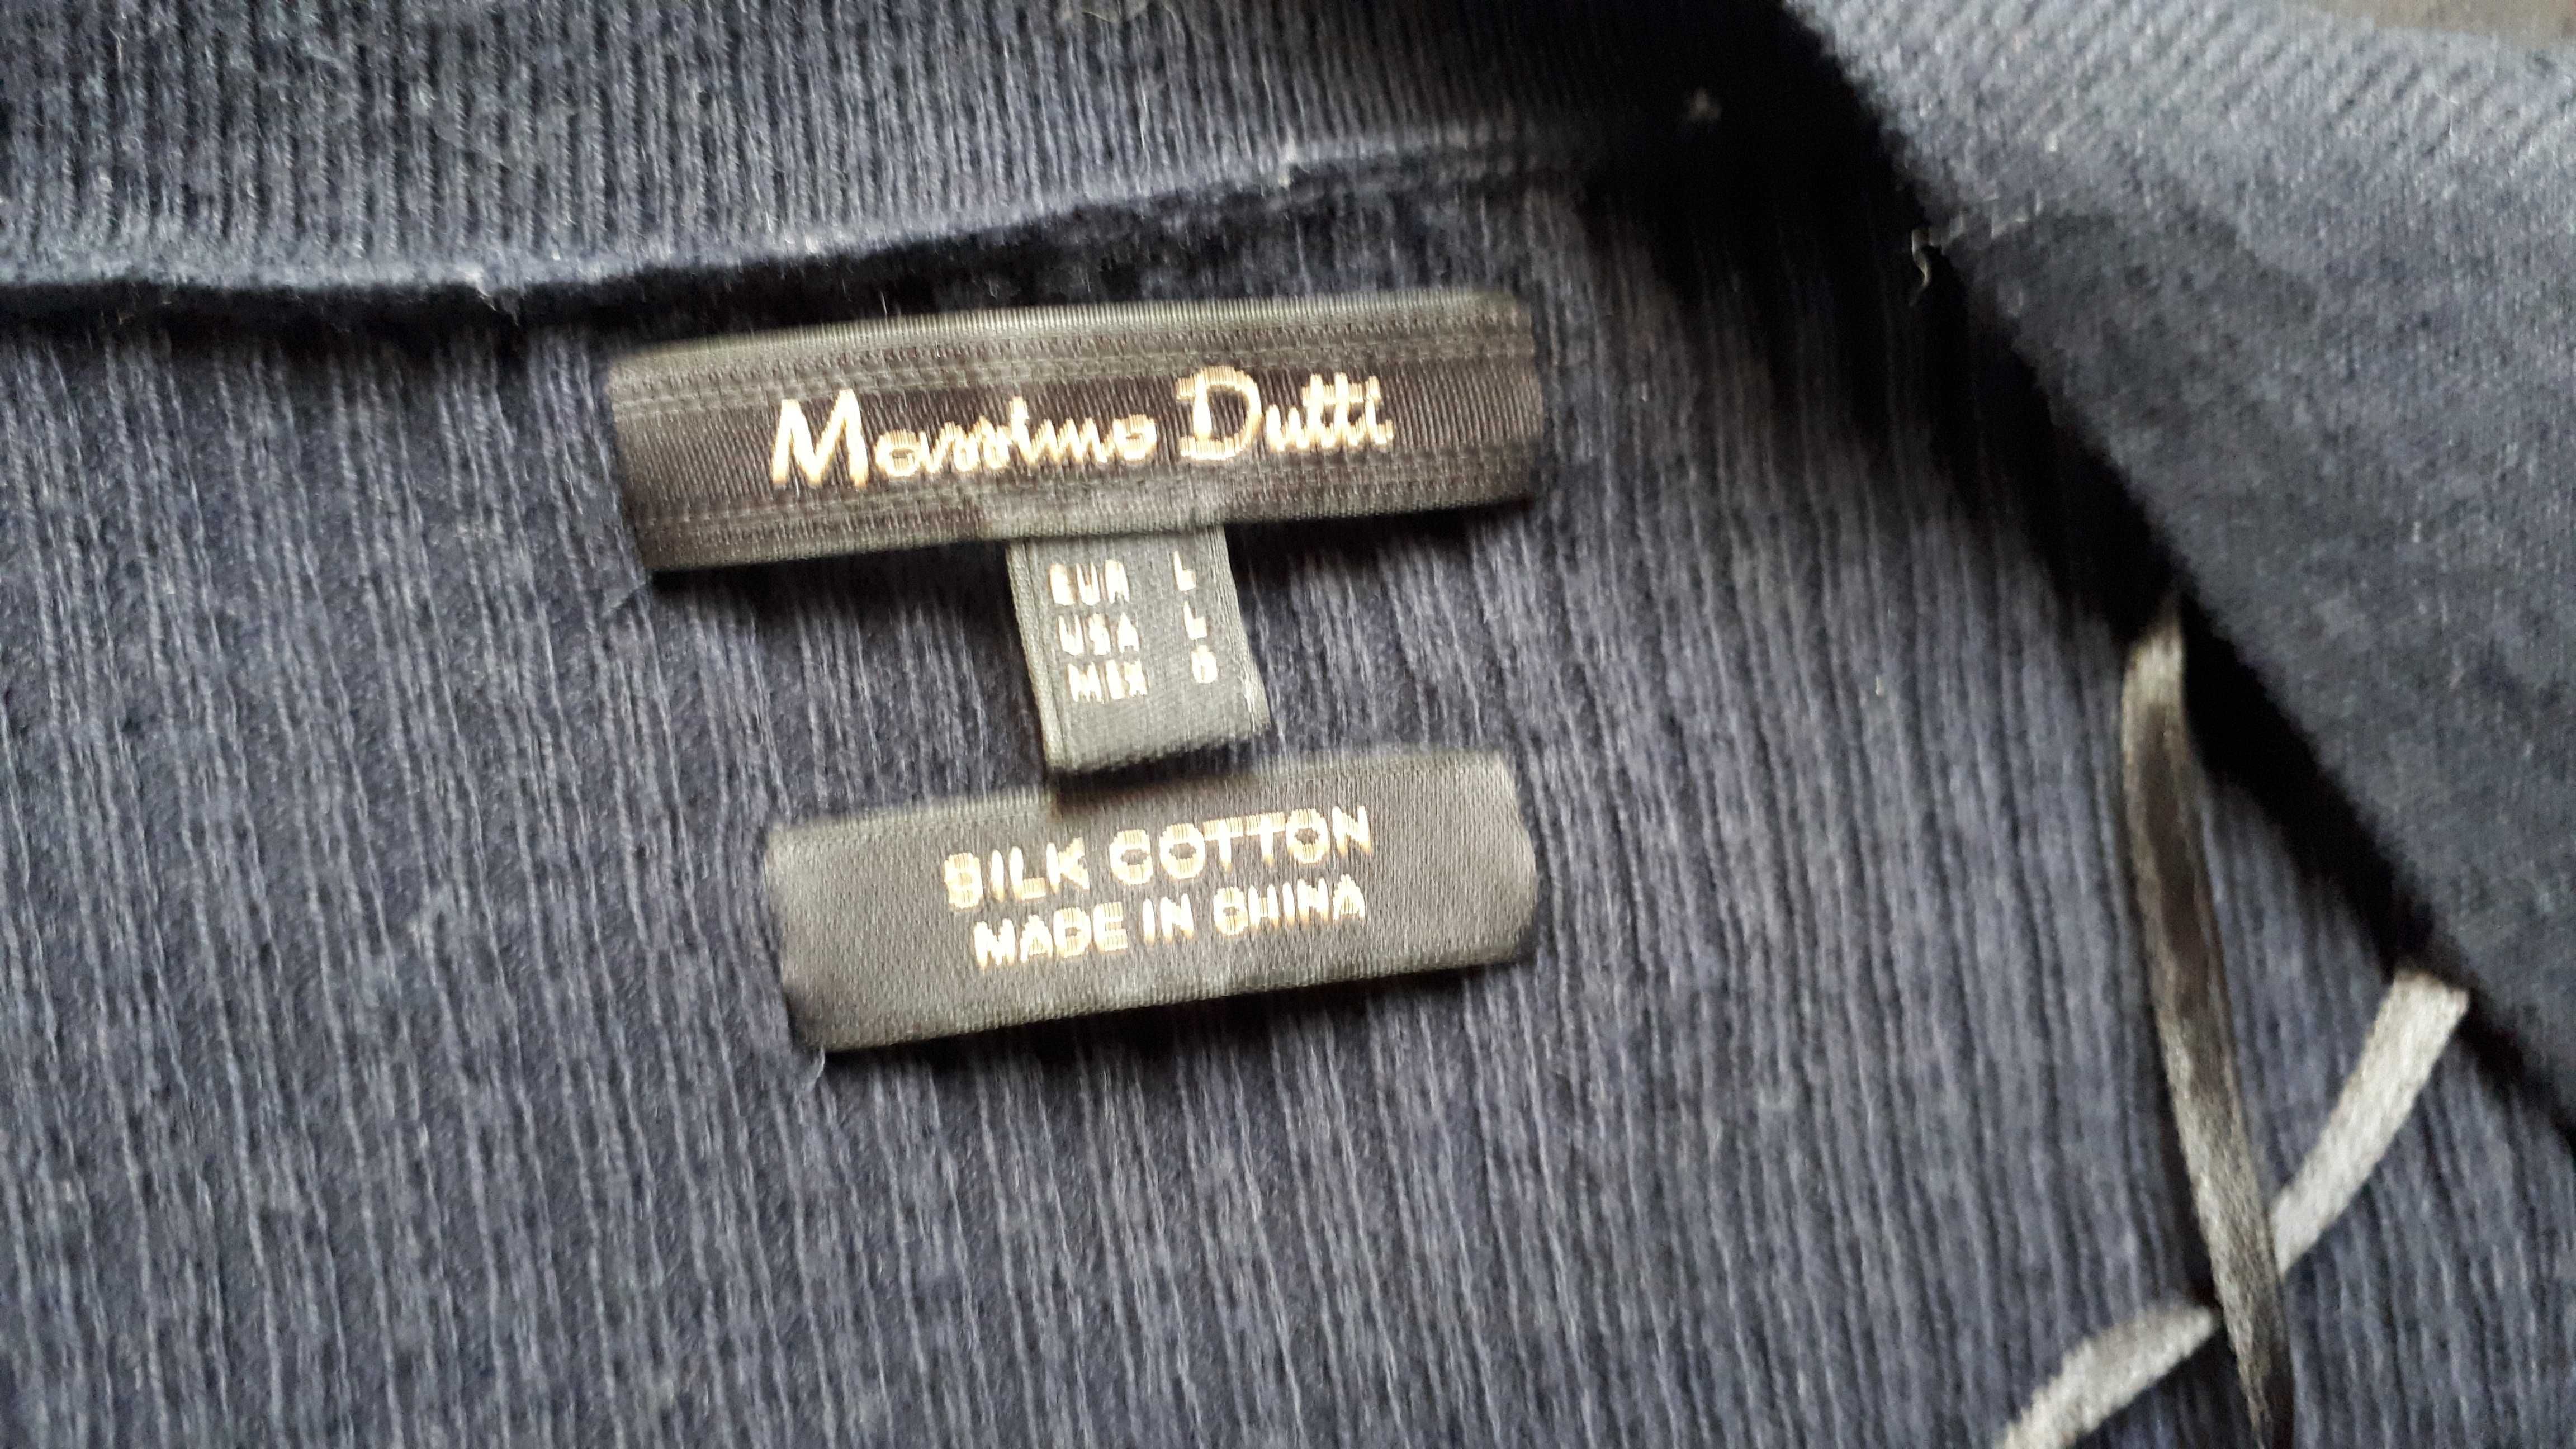 Massimo Dutti
EUR L
USA L
MEX G
SILK COTTON
MADE IN CHINA